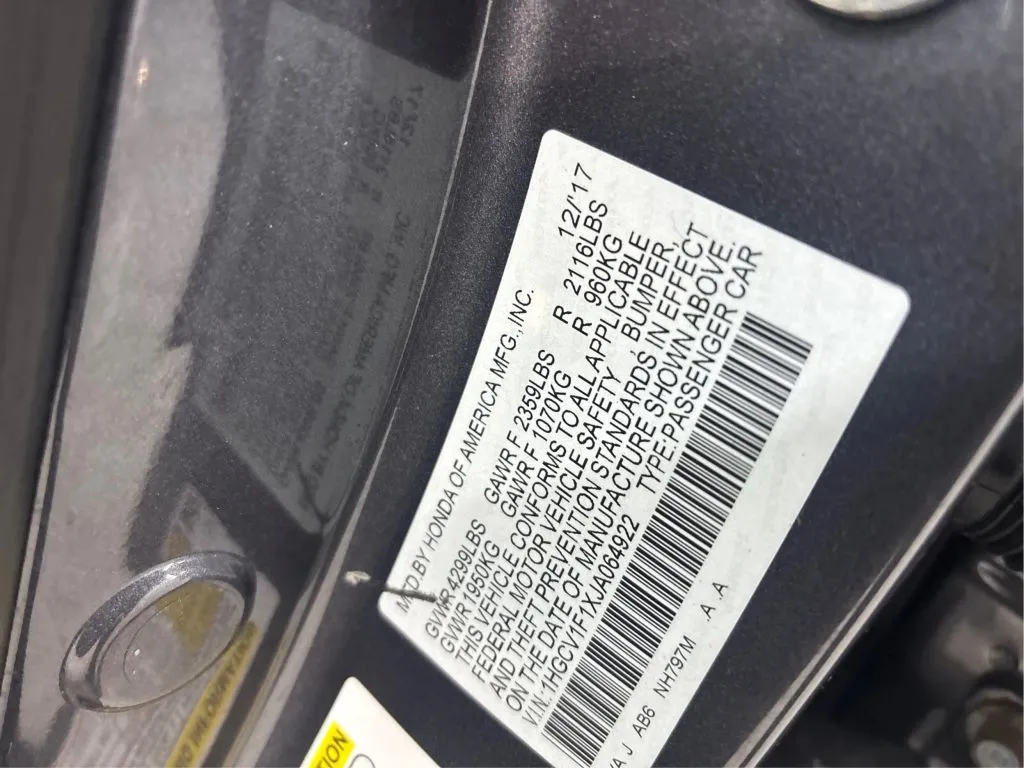 MFD BY HONDA OF AMERICA MFG.,INC. 12/'17
GVWR 4299LBS GAWR F 2359LBS R 2116LBS
GVWR 1950KG GAWR F 1070KG R 960KG
THIS VEHICLE CONFORMS TO ALL APPLICABLE
FEDERAL MOTOR VEHICLE SAFETY , BUMPER,
AND THEFT PREVENTION STANDARDS IN EFFECT
ON THE DATE OF MANUFACTURE SHOWN ABOVE.
V.I.N:1HGCV1F1XJA064922 TYPE:PASSENGER CAR
J AB6 NH797M .A .A